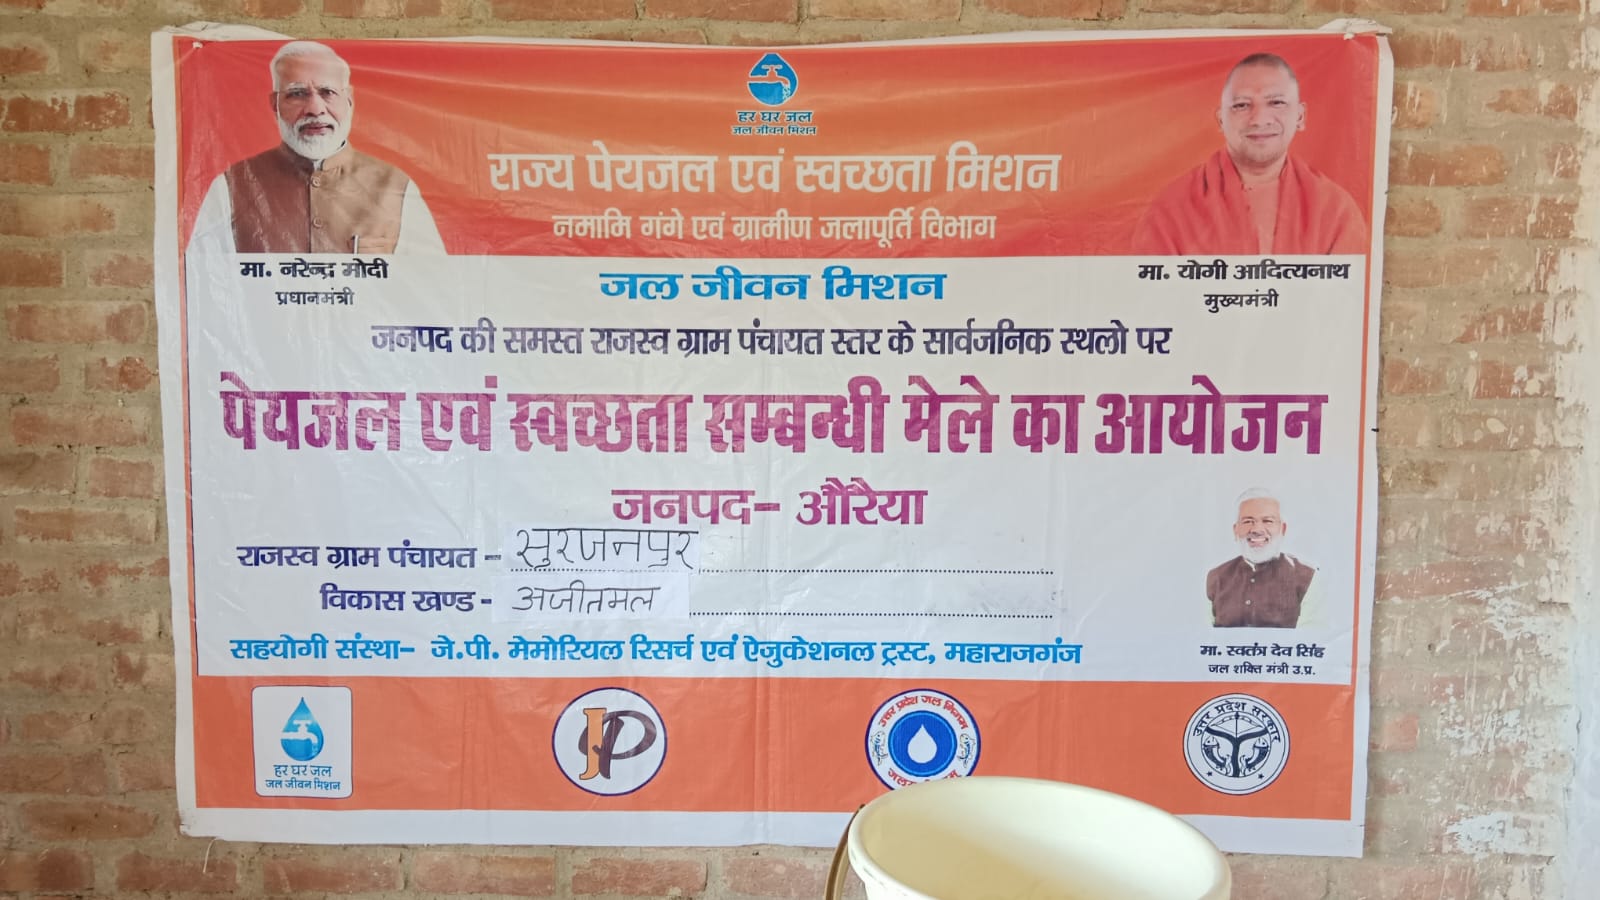 हर घर जल
जल जीवन मिशन
राज्य पेयजल एवं स्वच्छता मिशन
नमामि गंगे एवं ग्रामीण जलापूर्ति विभाग
मा. नरेन्द्र मोदी
प्रधानमंत्री
मा. योगी आदित्यनाथ
मुख्यमंत्री
जल जीवन मिशन
जनपद की समस्त राजस्व ग्राम पंचायत स्तर के सार्वजनिक स्थलो पर
पेयजल एवं स्वच्छता सम्बन्धी मेले का आयोजन
जनपद- औरैया
राजस्व ग्राम पंचायत - सुरजनपुर
विकास खण्ड - अजीतमल
मा. स्वतंत्र देव सिंह
जल शक्ति मंत्री उ.प्र.
सहयोगी संस्था- जे.पी. मेमोरियल रिसर्च एवं ऐजुकेशनल ट्रस्ट, महाराजगंज
हर घर जल
जल जीवन मिशन
JP
उत्तर प्रदेश जल निगम
उत्तर प्रदेश सरकार